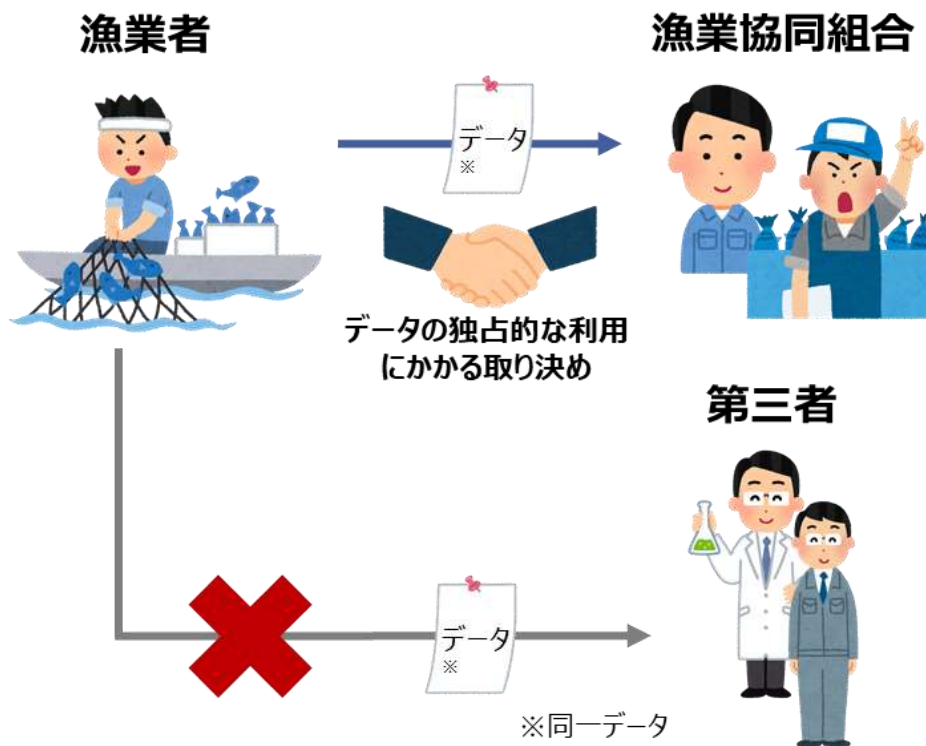 漁業者
漁業協同組合
データ
※
データの独占的な利用
にかかる取り決め
第三者
データ
※
※同一データ